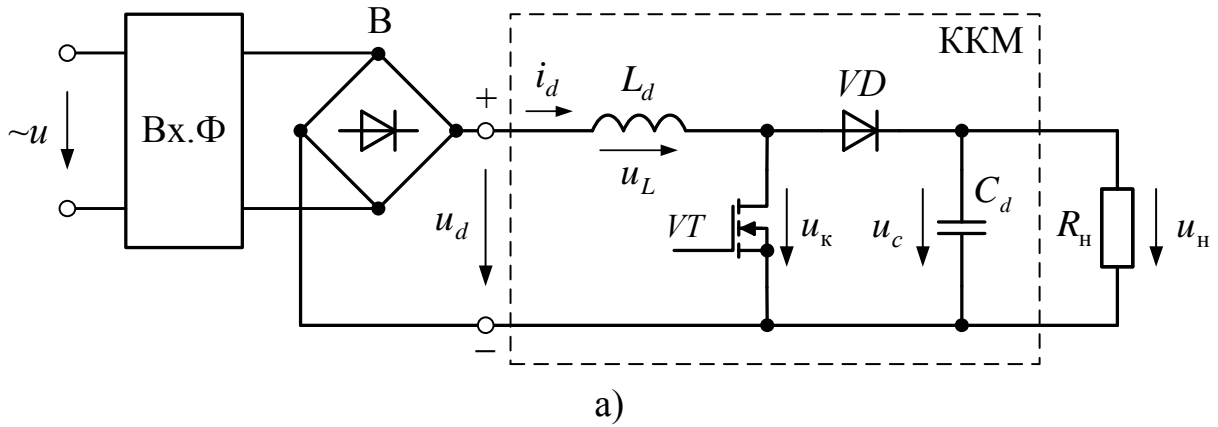 В
ККМ
~u
Вх.Ф
+
i_d
L_d
VD
u_L
u_d
VT
u_к
u_c
C_d
R_н
u_н
−
а)